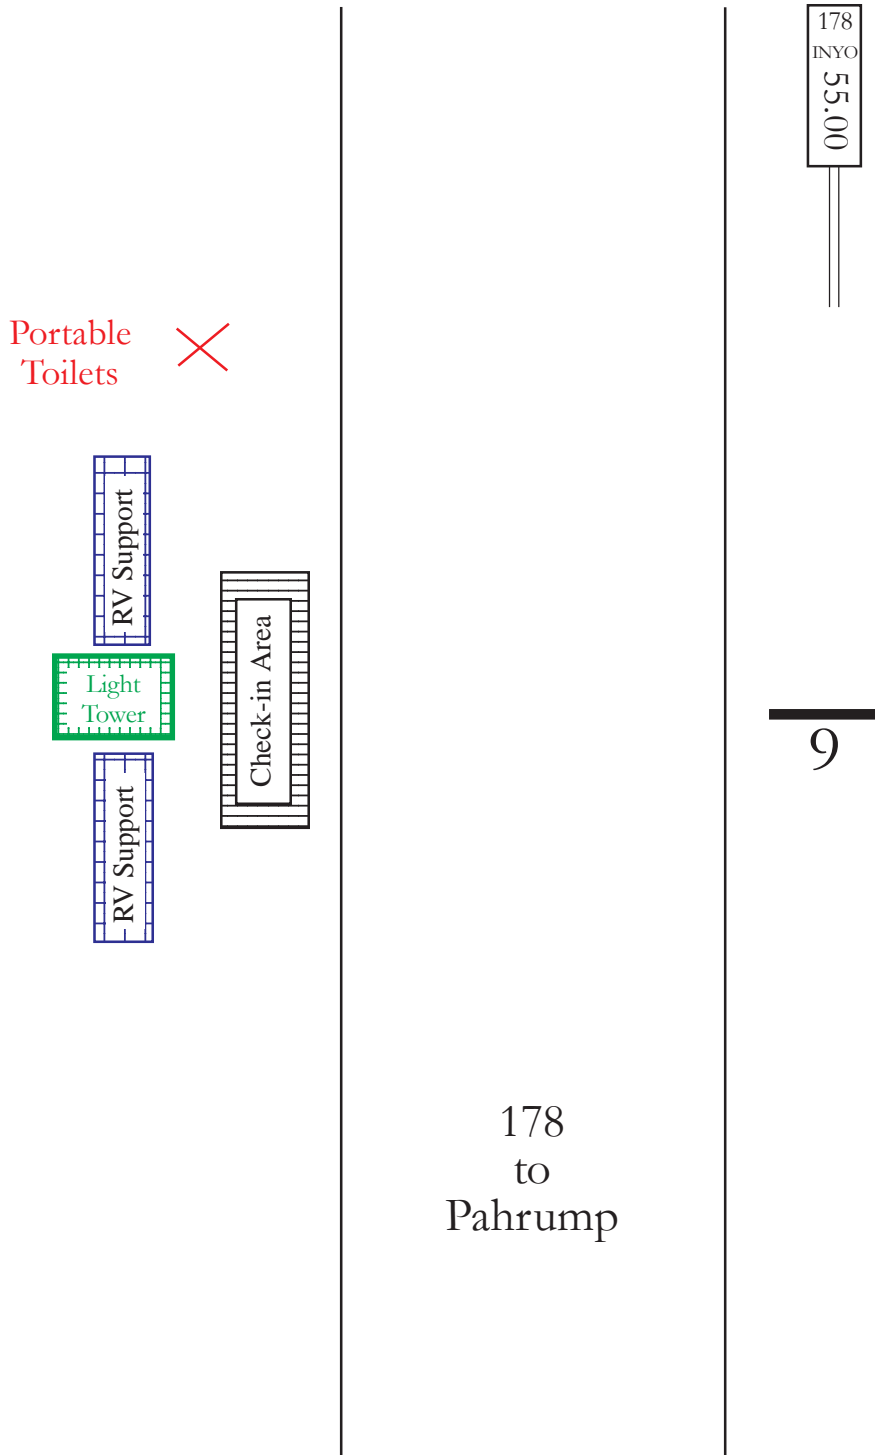 178
INYO
55.00
Portable
Toilets
RV Support
Light
Tower
Check-in Area
9
RV Support
178
to
Pahrump